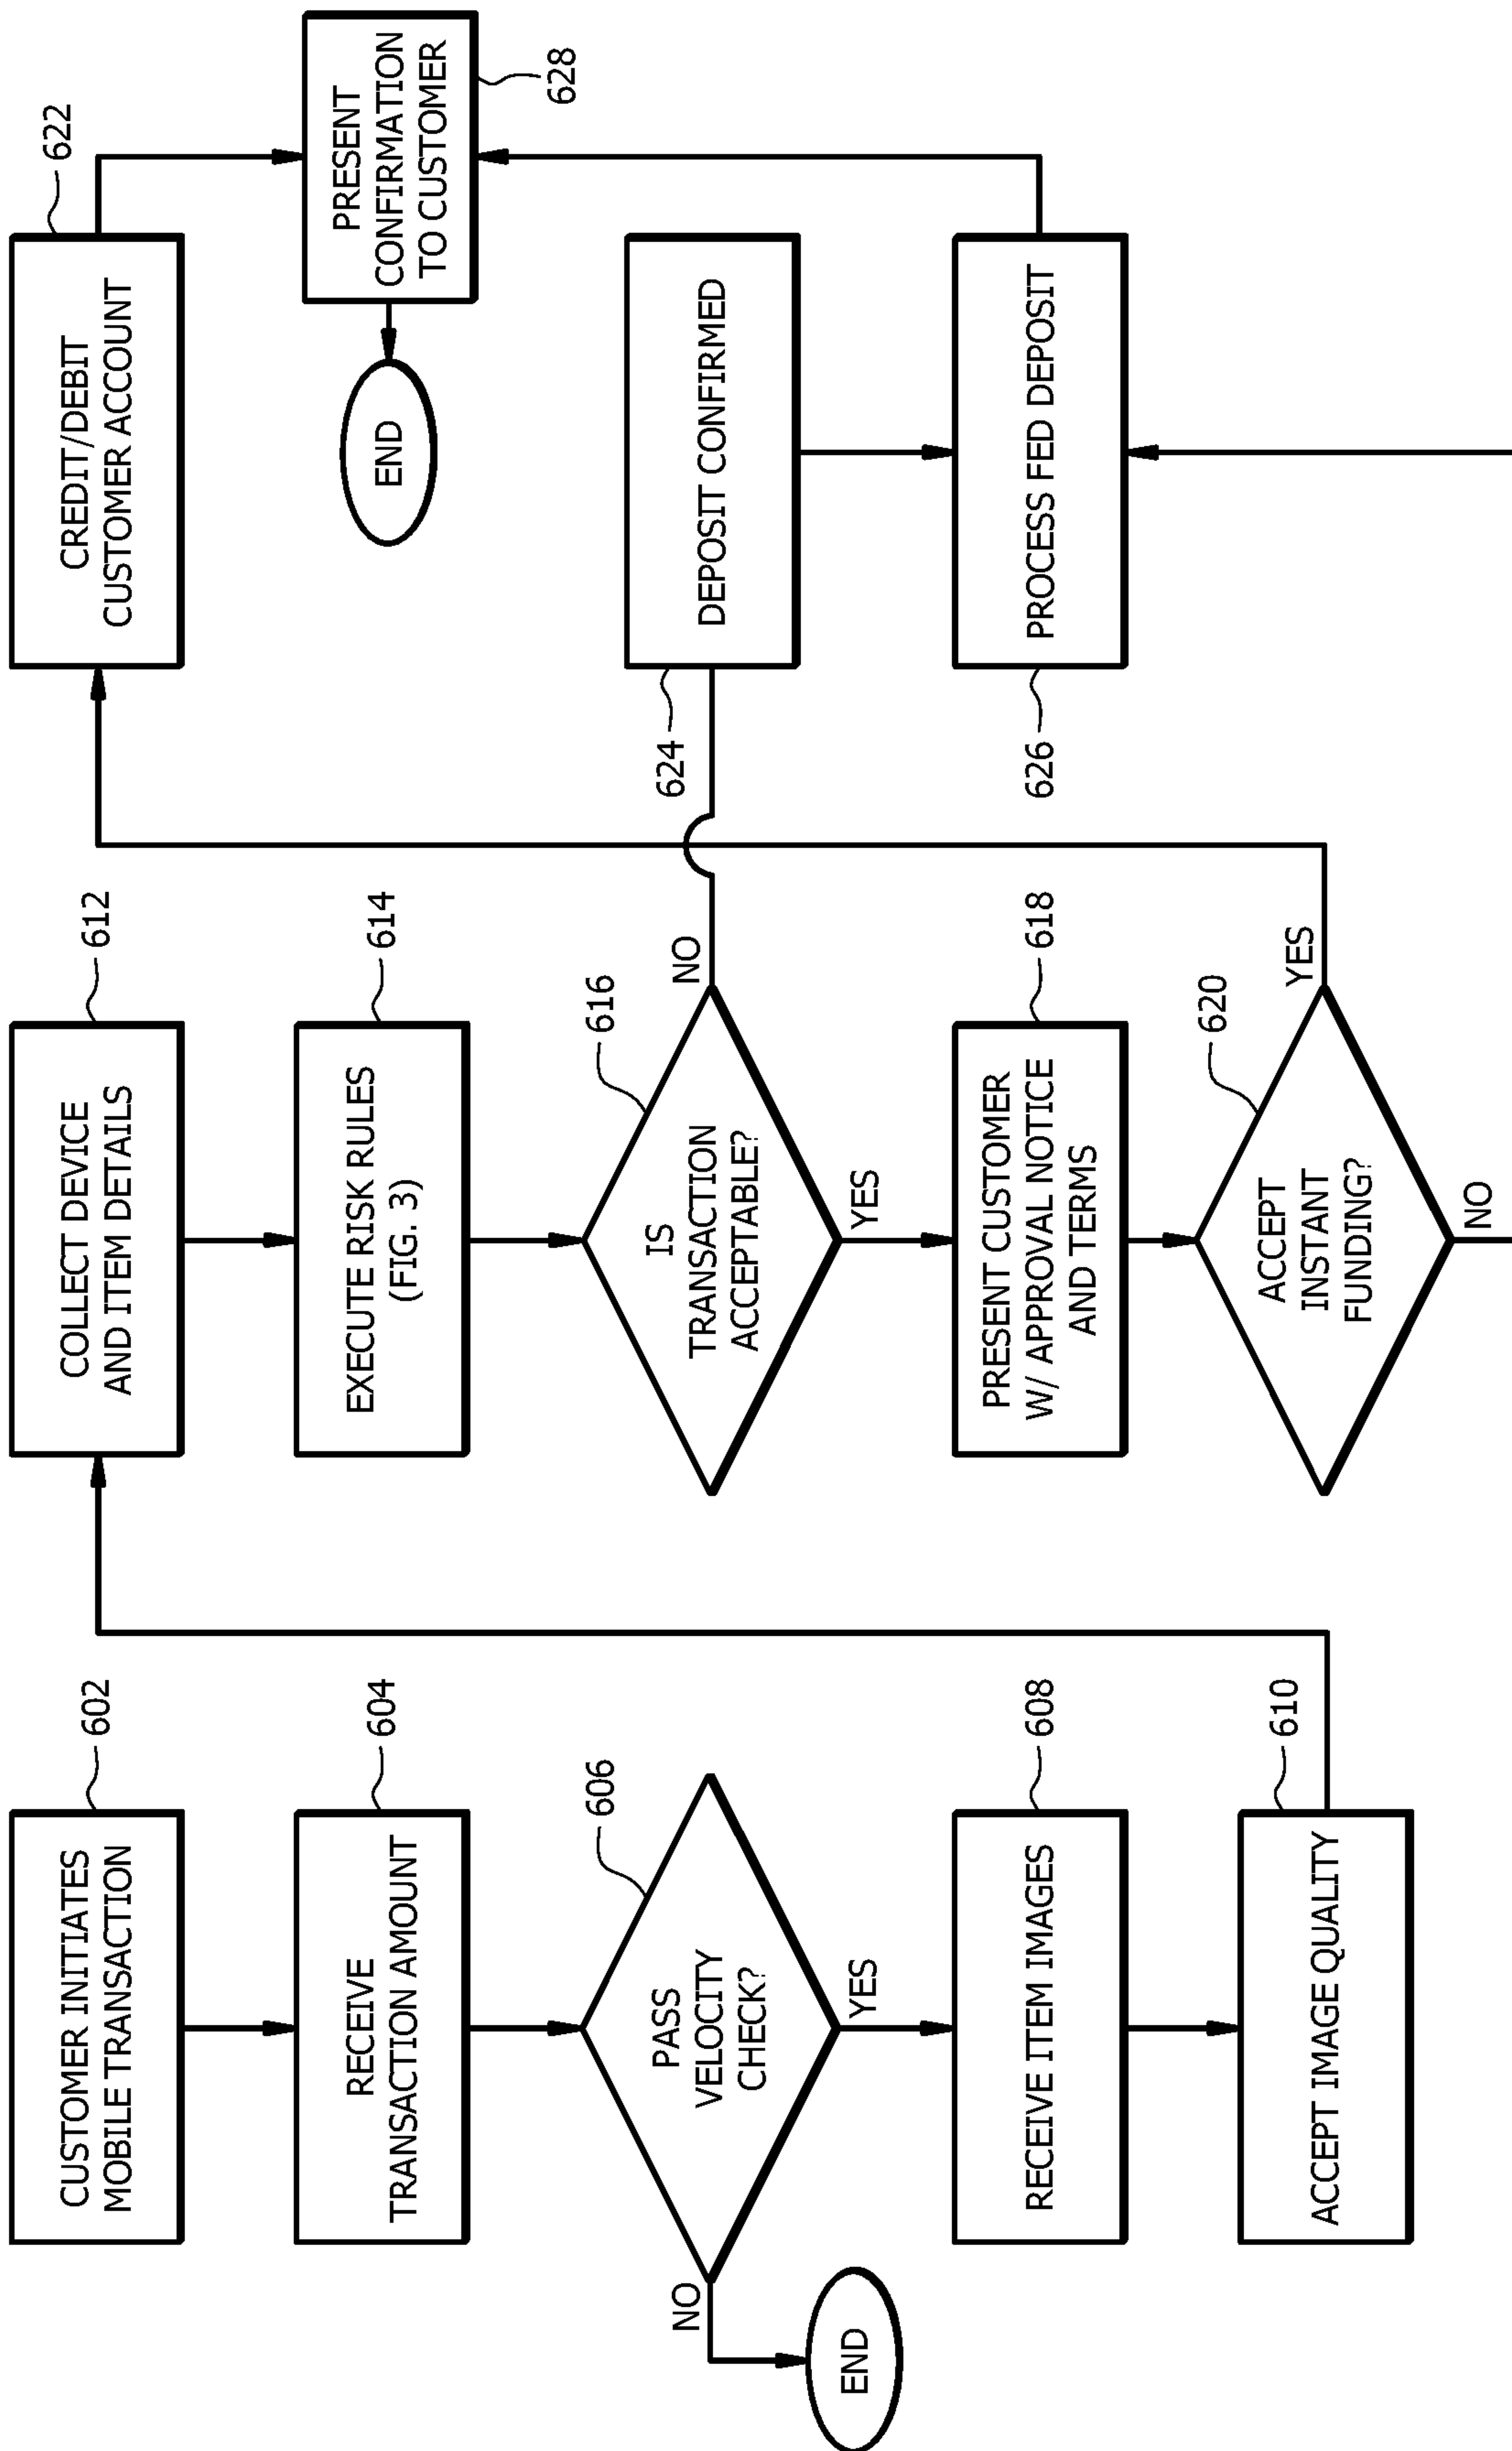 CUSTOMER INITIATES
MOBILE TRANSACTION
602
RECEIVE
TRANSACTION AMOUNT
604
PASS
VELOCITY
CHECK?
606
NO
END
YES
RECEIVE ITEM IMAGES
608
ACCEPT IMAGE QUALITY
610
COLLECT DEVICE
AND ITEM DETAILS
612
EXECUTE RISK RULES
(FIG. 3)
614
IS
TRANSACTION
ACCEPTABLE?
616
NO
YES
PRESENT CUSTOMER
W/ APPROVAL NOTICE
AND TERMS
618
ACCEPT
INSTANT
FUNDING?
620
YES
NO
CREDIT/DEBIT
CUSTOMER ACCOUNT
622
PRESENT
CONFIRMATION
TO CUSTOMER
628
END
DEPOSIT CONFIRMED
624
PROCESS FED DEPOSIT
626